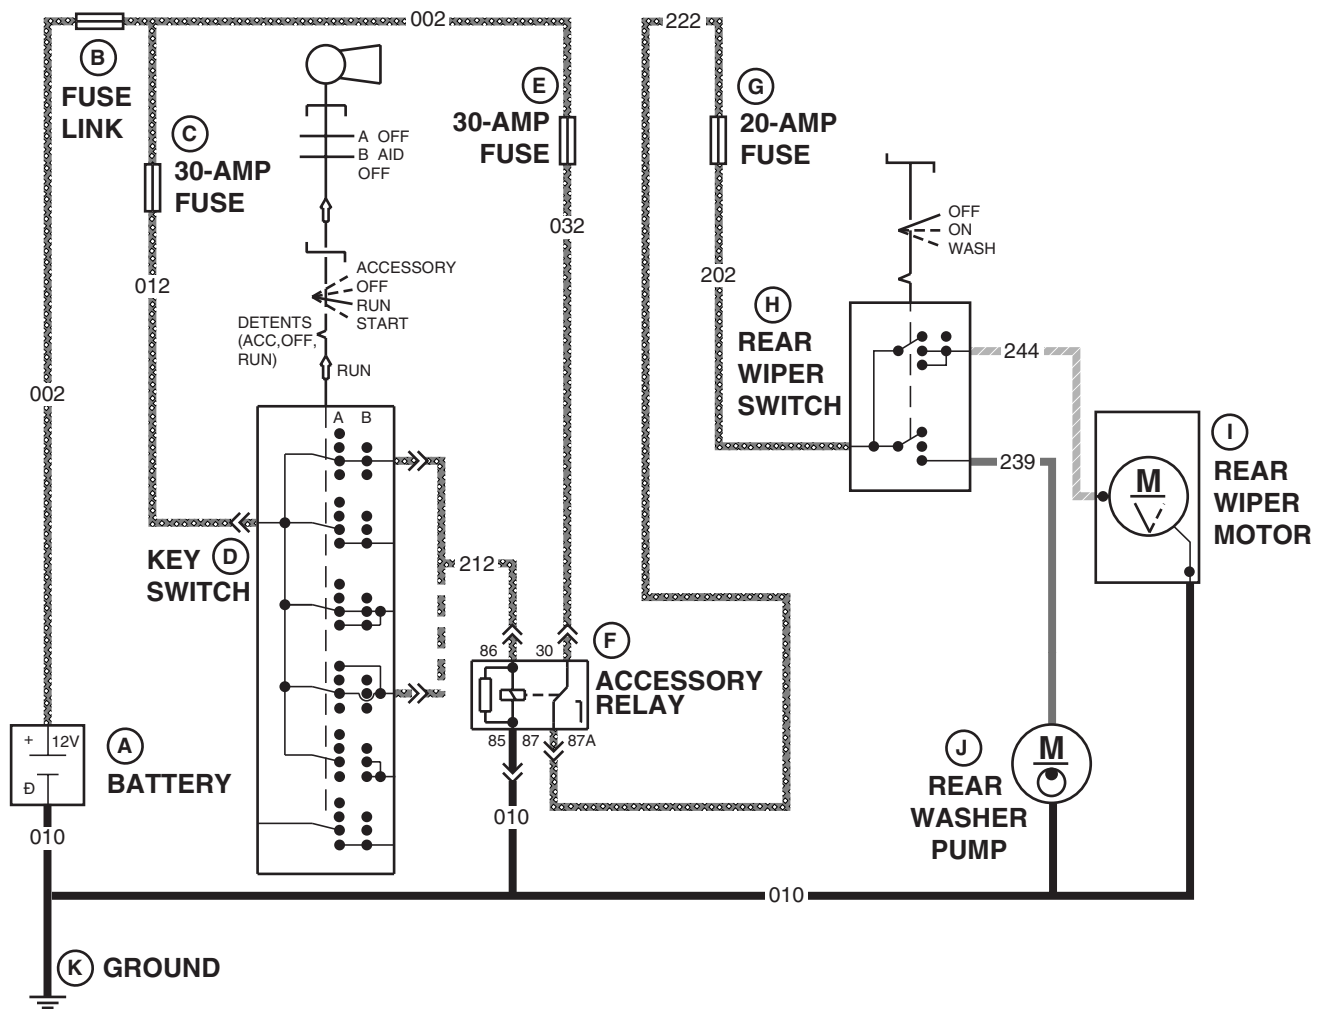 002
222
B
FUSE
LINK
C
30-AMP
FUSE
A OFF
B AID
OFF
E
30-AMP
FUSE
G
20-AMP
FUSE
OFF
ON
WASH
032
202
012
ACCESSORY
OFF
RUN
START
DETENTS
(ACC,OFF,
RUN)
RUN
H
REAR
WIPER
SWITCH
244
239
002
A B
I
REAR
WIPER
MOTOR
M
KEY D
SWITCH
212
86 30
F
ACCESSORY
RELAY
85 87 87A
+ 12V
Đ
A
BATTERY
010
010
J
REAR
WASHER
PUMP
M
010
K GROUND